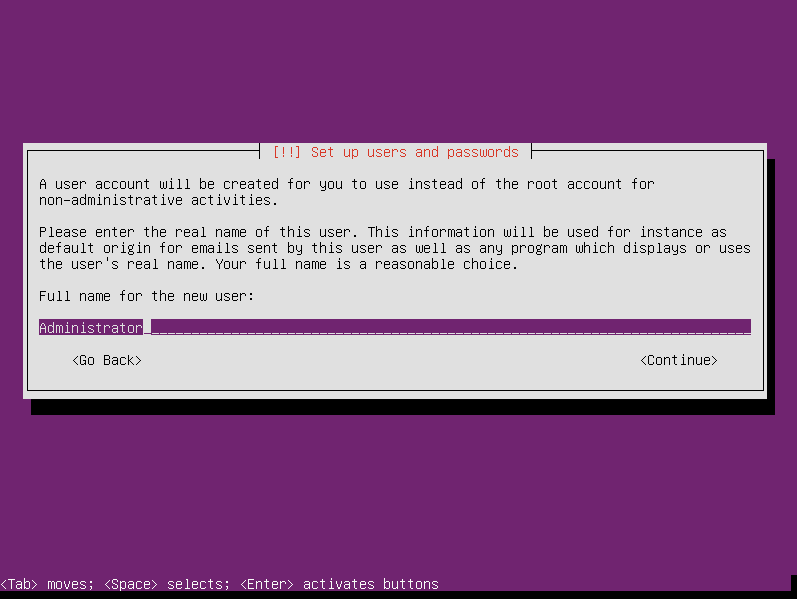 [!!] Set up users and passwords
A user account will be created for you to use instead of the root account for
non-administrative activities.
Please enter the real name of this user. This information will be used for instance as
default origin for emails sent by this user as well as any program which displays or uses
the user's real name. Your full name is a reasonable choice.
Full name for the new user:
Administrator
<Go Back> <Continue>
<Tab> moves; <Space> selects; <Enter> activates buttons